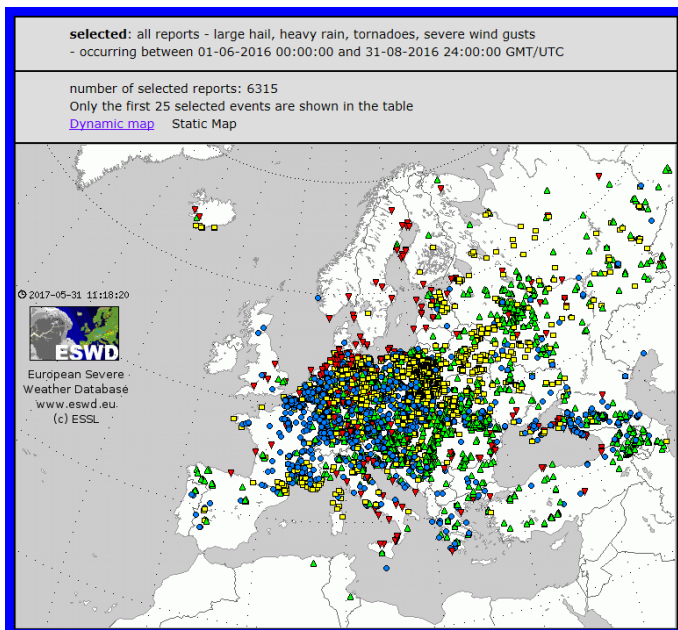 selected: all reports - large hail, heavy rain, tornadoes, severe wind gusts
- occurring between 01-06-2016 00:00:00 and 31-08-2016 24:00:00 GMT/UTC
number of selected reports: 6315
Only the first 25 selected events are shown in the table
Dynamic map Static Map
2017-05-31 11:18:20
ESWD
European Severe
Weather Database
www.eswd.eu
(c) ESSL